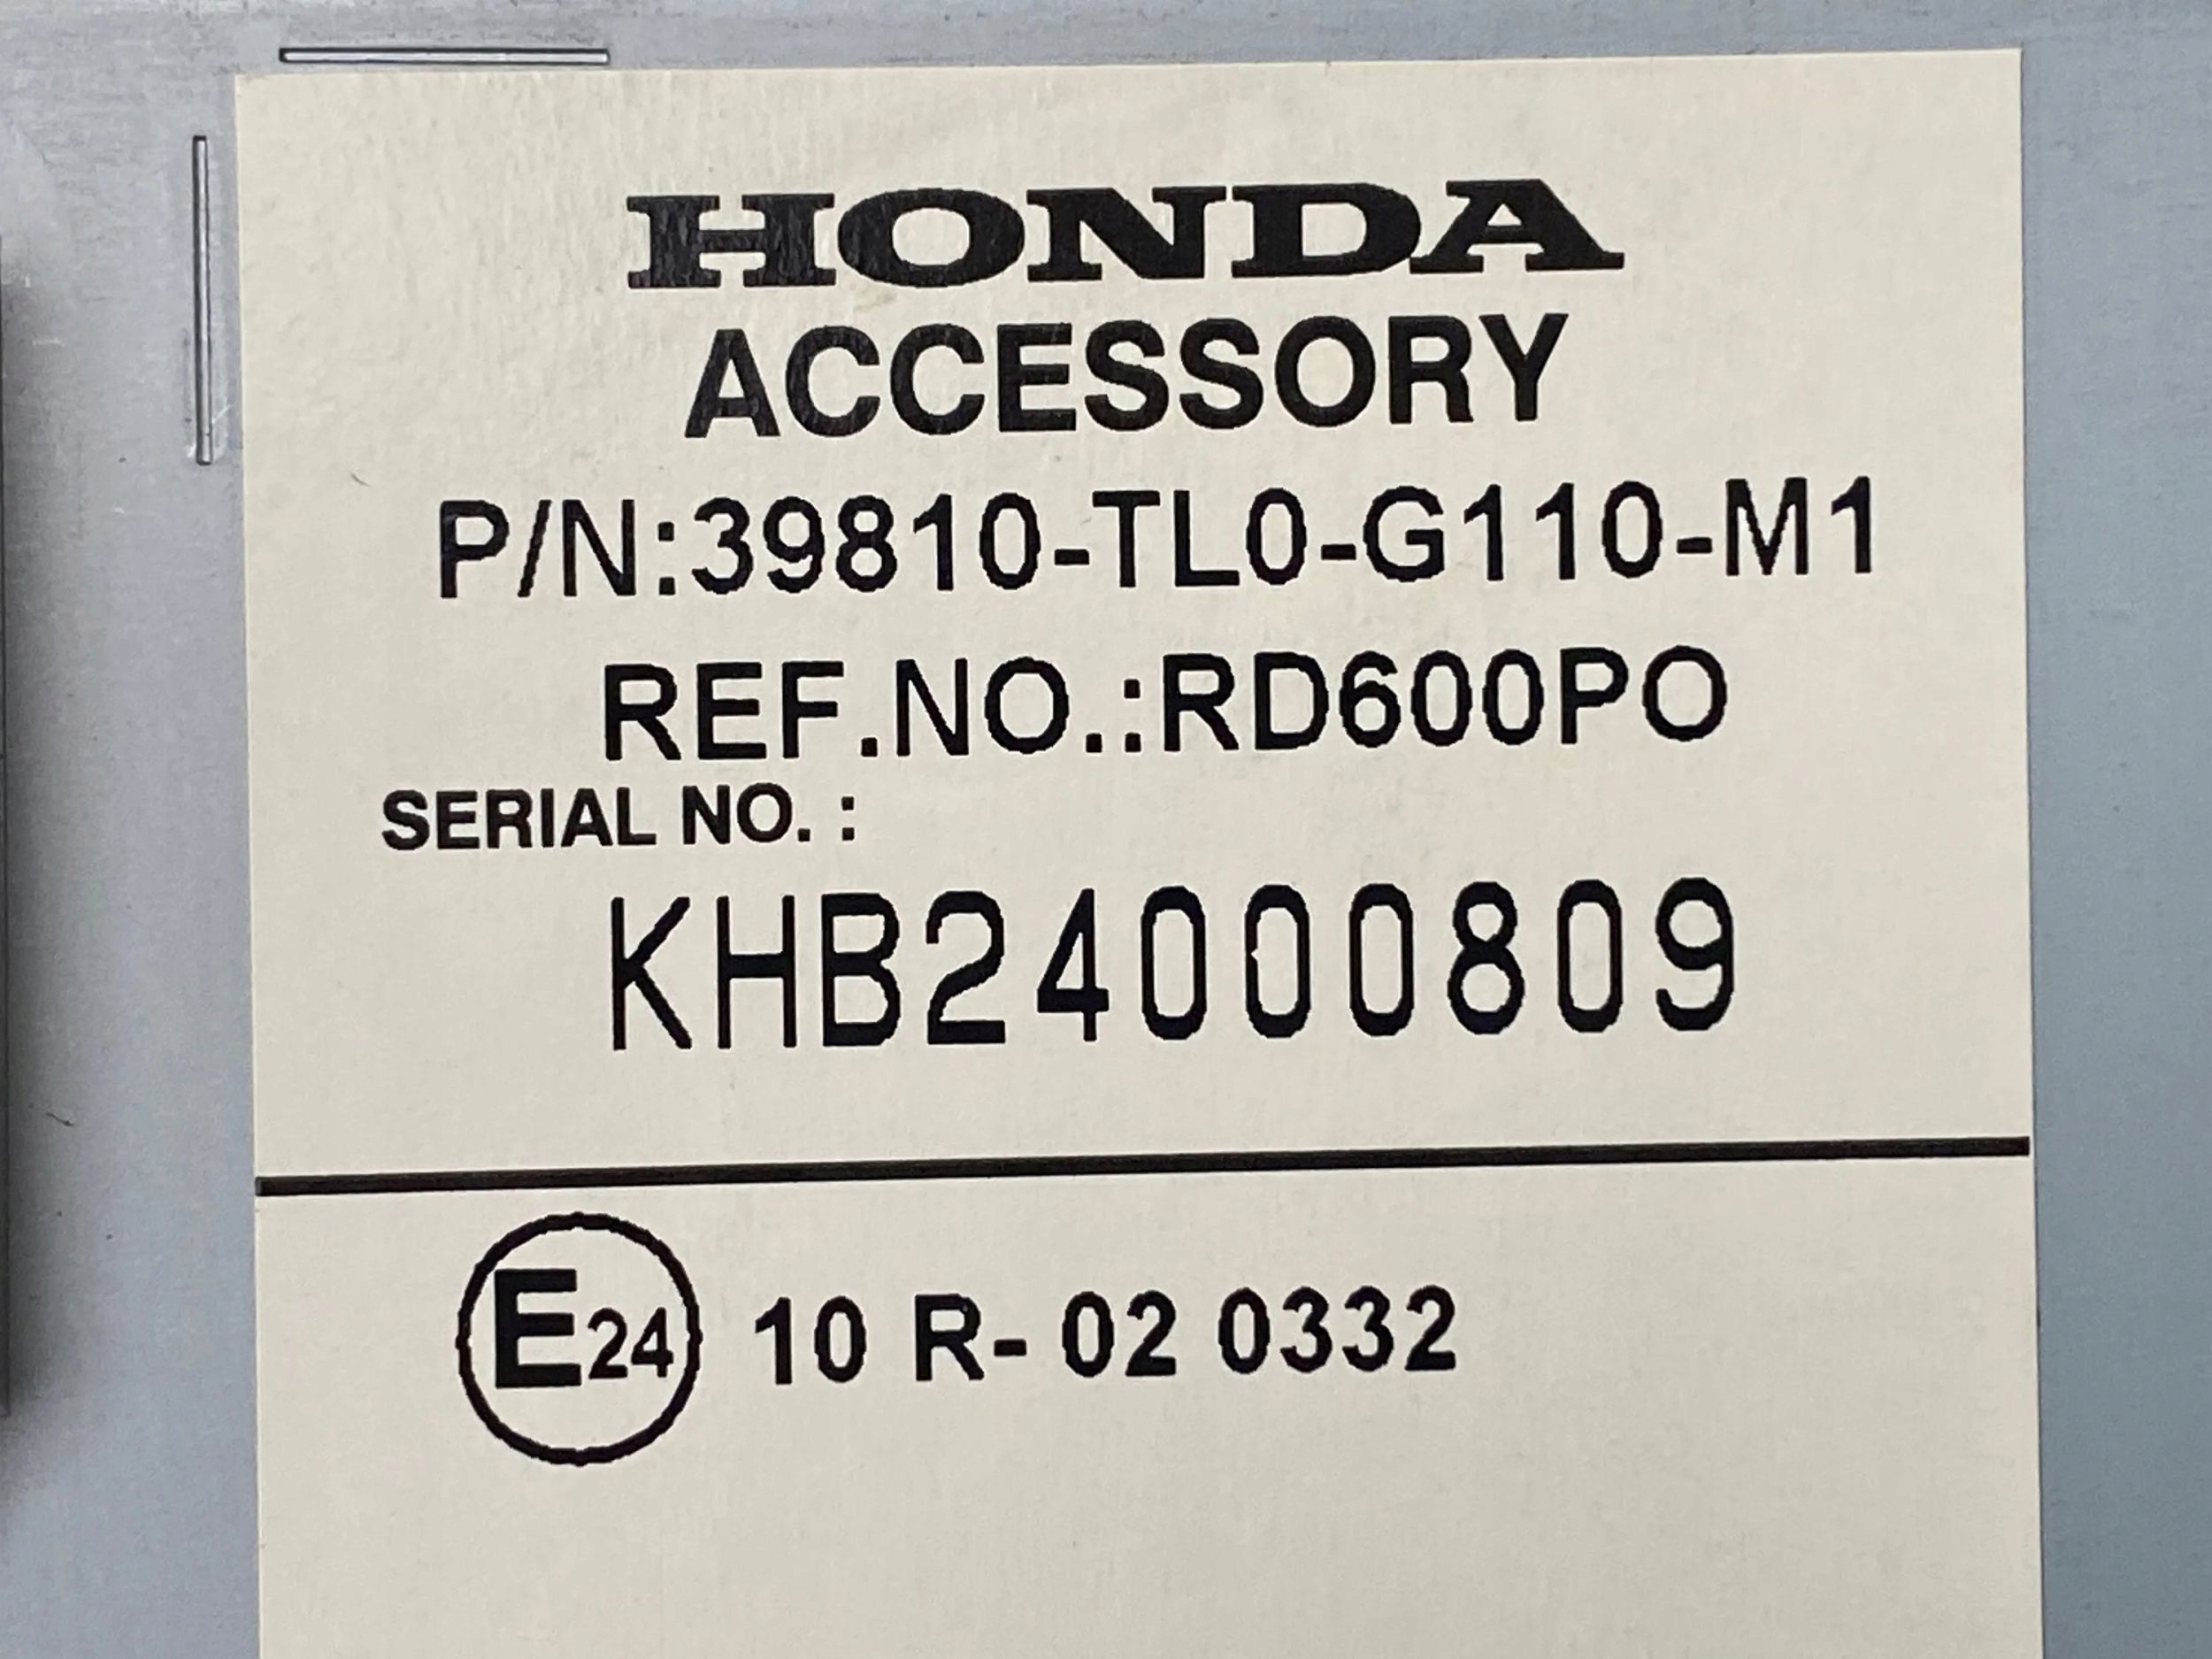 HONDA
ACCESSORY
P/N:39810-TL0-G110-M1
REF.NO.:RD600PO
SERIAL NO. :
KHB24000809
E24 10 R- 02 0332